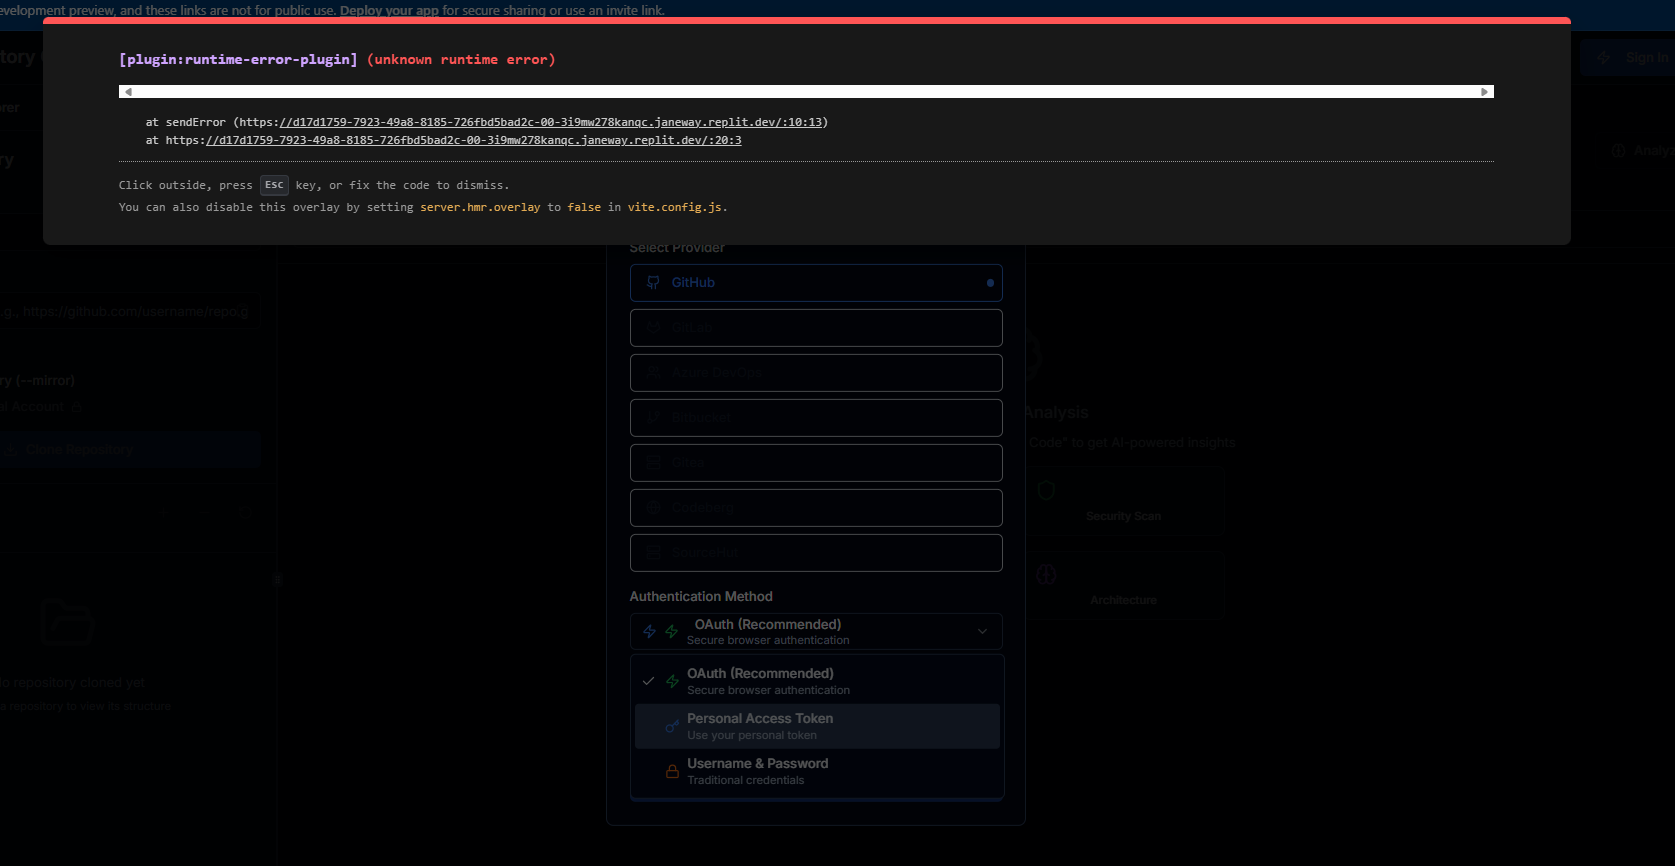 evelopment preview, and these links are not for public use. Deploy your app for secure sharing or use an invite link.
[plugin:runtime-error-plugin] (unknown runtime error)
at sendError (https://d17d1759-7923-49a8-8185-726fbd5bad2c-00-3i9mw278kanqc.janeway.replit.dev/:10:13)
at https://d17d1759-7923-49a8-8185-726fbd5bad2c-00-3i9mw278kanqc.janeway.replit.dev/:20:3
Click outside, press Esc key, or fix the code to dismiss.
You can also disable this overlay by setting server.hmr.overlay to false in vite.config.js.
tory
Sign In
orer
ry
Analy
Select Provider
GitHub
.g., https://github.com/username/repo.g
GitLab
Azure DevOps
ry (--mirror)
al Account
Bitbucket
Analysis
Clone Repository
Code" to get AI-powered insights
Gitea
Codeberg
Security Scan
SourceHut
Authentication Method
Architecture
OAuth (Recommended)
Secure browser authentication
OAuth (Recommended)
Secure browser authentication
o repository cloned yet
a repository to view its structure
Personal Access Token
Use your personal token
Username & Password
Traditional credentials